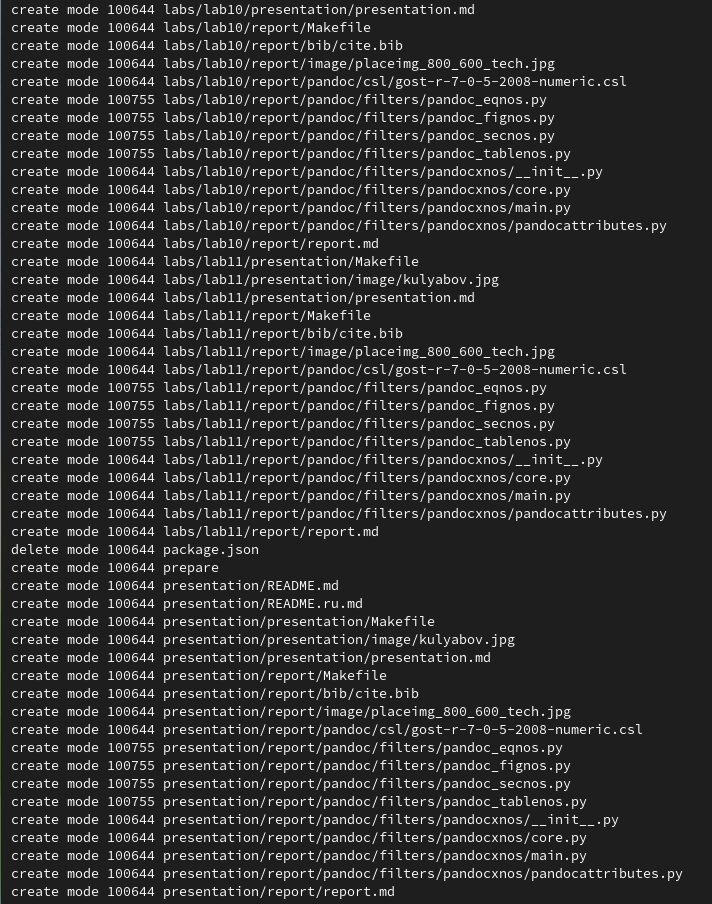 create mode 100644 labs/lab10/presentation/presentation.md
create mode 100644 labs/lab10/report/Makefile
create mode 100644 labs/lab10/report/bib/cite.bib
create mode 100644 labs/lab10/report/image/placeimg_800_600_tech.jpg
create mode 100644 labs/lab10/report/pandoc/csl/gost-r-7-0-5-2008-numeric.csl
create mode 100755 labs/lab10/report/pandoc/filters/pandoc_eqnos.py
create mode 100755 labs/lab10/report/pandoc/filters/pandoc_fignos.py
create mode 100755 labs/lab10/report/pandoc/filters/pandoc_secnos.py
create mode 100755 labs/lab10/report/pandoc/filters/pandoc_tablenos.py
create mode 100644 labs/lab10/report/pandoc/filters/pandocxnos/__init__.py
create mode 100644 labs/lab10/report/pandoc/filters/pandocxnos/core.py
create mode 100644 labs/lab10/report/pandoc/filters/pandocxnos/main.py
create mode 100644 labs/lab10/report/pandoc/filters/pandocxnos/pandocattributes.py
create mode 100644 labs/lab10/report/report.md
create mode 100644 labs/lab11/presentation/Makefile
create mode 100644 labs/lab11/presentation/image/kulyabov.jpg
create mode 100644 labs/lab11/presentation/presentation.md
create mode 100644 labs/lab11/report/Makefile
create mode 100644 labs/lab11/report/bib/cite.bib
create mode 100644 labs/lab11/report/image/placeimg_800_600_tech.jpg
create mode 100644 labs/lab11/report/pandoc/csl/gost-r-7-0-5-2008-numeric.csl
create mode 100755 labs/lab11/report/pandoc/filters/pandoc_eqnos.py
create mode 100755 labs/lab11/report/pandoc/filters/pandoc_fignos.py
create mode 100755 labs/lab11/report/pandoc/filters/pandoc_secnos.py
create mode 100755 labs/lab11/report/pandoc/filters/pandoc_tablenos.py
create mode 100644 labs/lab11/report/pandoc/filters/pandocxnos/__init__.py
create mode 100644 labs/lab11/report/pandoc/filters/pandocxnos/core.py
create mode 100644 labs/lab11/report/pandoc/filters/pandocxnos/main.py
create mode 100644 labs/lab11/report/pandoc/filters/pandocxnos/pandocattributes.py
create mode 100644 labs/lab11/report/report.md
delete mode 100644 package.json
create mode 100644 prepare
create mode 100644 presentation/README.md
create mode 100644 presentation/README.ru.md
create mode 100644 presentation/presentation/Makefile
create mode 100644 presentation/presentation/image/kulyabov.jpg
create mode 100644 presentation/presentation/presentation.md
create mode 100644 presentation/report/Makefile
create mode 100644 presentation/report/bib/cite.bib
create mode 100644 presentation/report/image/placeimg_800_600_tech.jpg
create mode 100644 presentation/report/pandoc/csl/gost-r-7-0-5-2008-numeric.csl
create mode 100755 presentation/report/pandoc/filters/pandoc_eqnos.py
create mode 100755 presentation/report/pandoc/filters/pandoc_fignos.py
create mode 100755 presentation/report/pandoc/filters/pandoc_secnos.py
create mode 100755 presentation/report/pandoc/filters/pandoc_tablenos.py
create mode 100644 presentation/report/pandoc/filters/pandocxnos/__init__.py
create mode 100644 presentation/report/pandoc/filters/pandocxnos/core.py
create mode 100644 presentation/report/pandoc/filters/pandocxnos/main.py
create mode 100644 presentation/report/pandoc/filters/pandocxnos/pandocattributes.py
create mode 100644 presentation/report/report.md